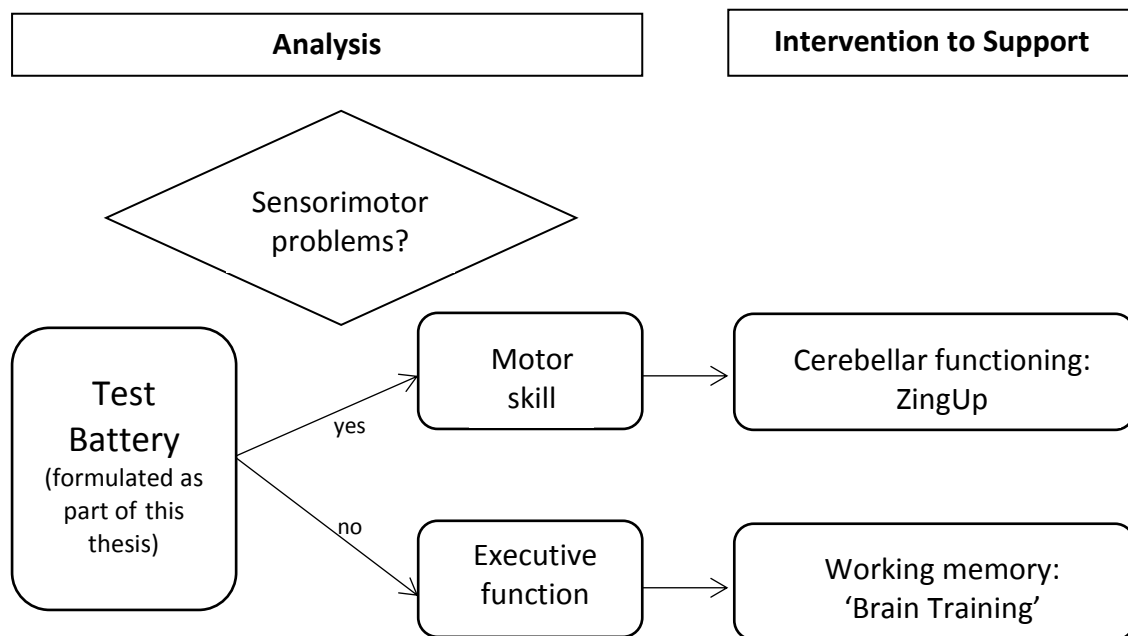 Analysis
Intervention to Support
Sensorimotor
problems?
Test
Battery
(formulated as
part of this
thesis)
yes
no
Motor
skill
Cerebellar functioning:
ZingUp
Executive
function
Working memory:
‘Brain Training’